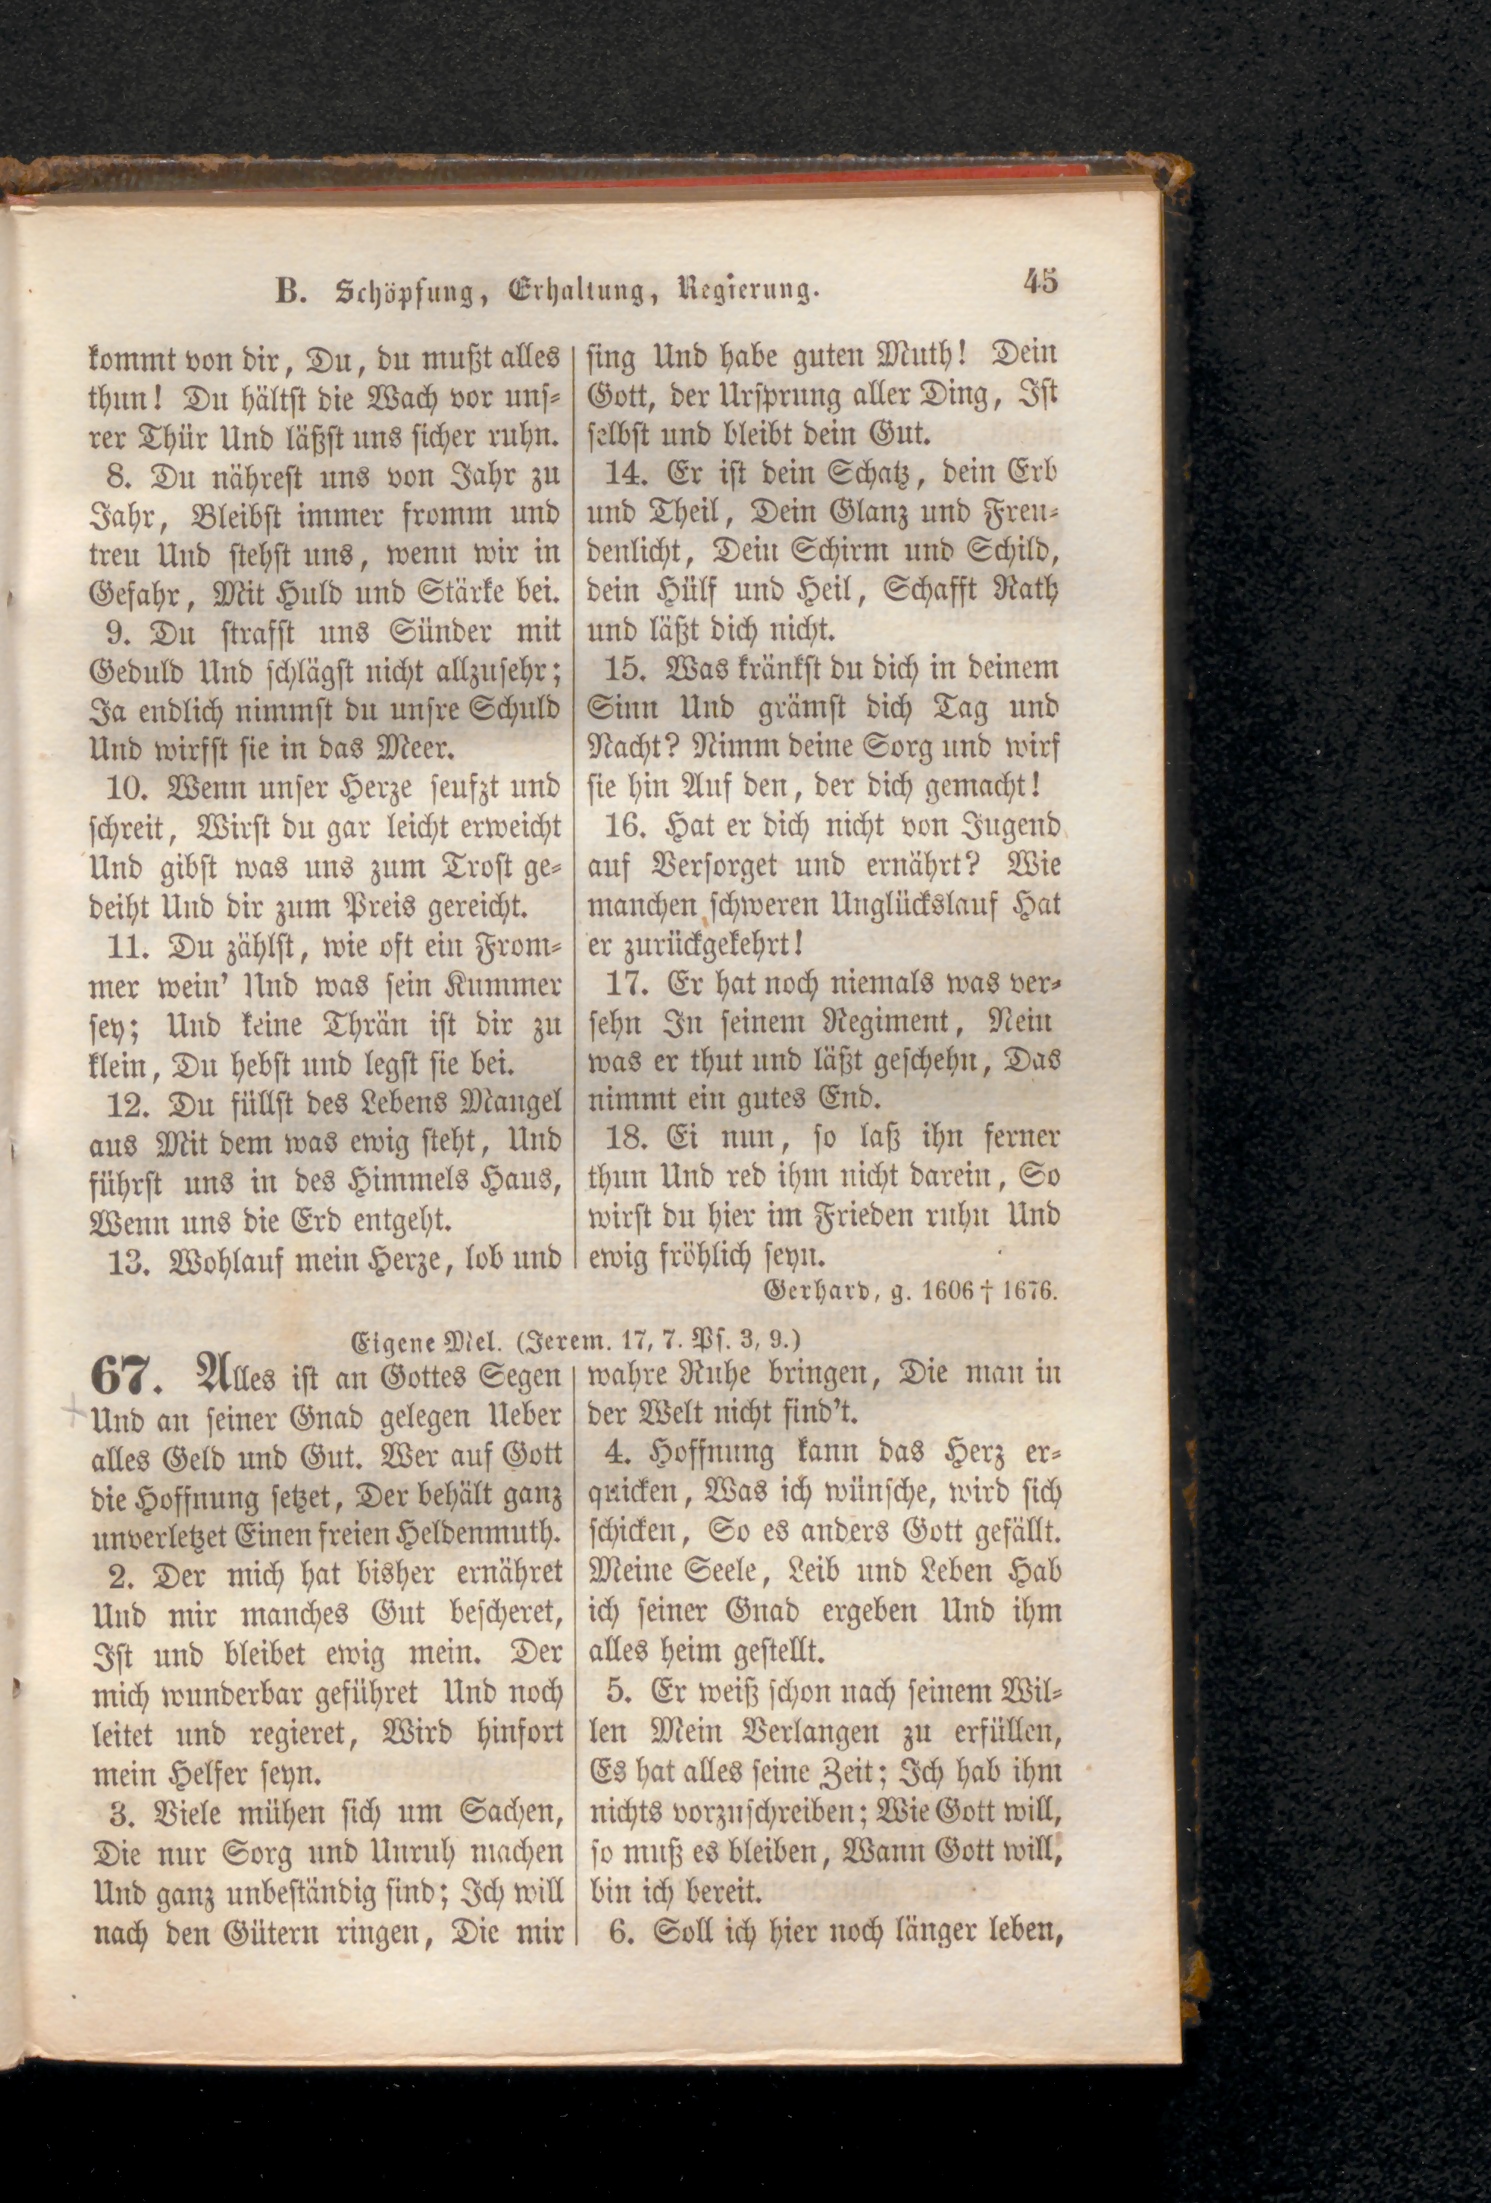 B. Schöpfung, Erhaltung, Regierung.
45
kommt von dir, Du, du mußt alles
thun! Du hältst die Wach vor uns-
rer Thür Und läßst uns sicher ruhn.
8. Du nährest uns von Jahr zu
Jahr, Bleibst immer fromm und
treu Und stehst uns, wenn wir in
Gefahr, Mit Huld und Stärke bei.
9. Du strafst uns Sünder mit
Geduld Und schlägst nicht allzusehr;
Ja endlich nimmst du unsre Schuld
Und wirfst sie in das Meer.
10. Wenn unser Herze seufzt und
schreit, Wirst du gar leicht erweicht
Und gibst was uns zum Trost ge-
deiht Und dir zum Preis gereicht.
11. Du zählst, wie oft ein From-
mer wein' Und was sein Kummer
sey; Und keine Thrän ist dir zu
klein, Du hebst und legst sie bei.
12. Du füllst des Lebens Mangel
aus Mit dem was ewig steht, Und
führst uns in des Himmels Haus,
Wenn uns die Erd entgeht.
13. Wohlauf mein Herze, lob und
sing Und habe guten Muth! Dein
Gott, der Ursprung aller Ding, Ist
selbst und bleibt dein Gut.
14. Er ist dein Schatz, dein Erb
und Theil, Dein Glanz und Freu-
denlicht, Dein Schirm und Schild,
dein Hülf und Heil, Schafft Rath
und läßt dich nicht.
15. Was kränkst du dich in deinem
Sinn Und grämst dich Tag und
Nacht? Nimm deine Sorg und wirf
sie hin Auf den, der dich gemacht!
16. Hat er dich nicht von Jugend
auf Versorget und ernährt? Wie
manchen schweren Unglückslauf Hat
er zurückgekehrt!
17. Er hat noch niemals was ver-
sehn In seinem Regiment, Nein
was er thut und läßt geschehn, Das
nimmt ein gutes End.
18. Ei nun, so laß ihn ferner
thun Und red ihm nicht darein, So
wirst du hier im Frieden ruhn Und
ewig fröhlich seyn.
Gerhard, g. 1606 † 1676.
Eigene Mel. (Jerem. 17, 7. Ps. 3, 9.)
67. Alles ist an Gottes Segen
Und an seiner Gnad gelegen Ueber
alles Geld und Gut. Wer auf Gott
die Hoffnung setzet, Der behält ganz
unverletzet Einen freien Heldenmuth.
2. Der mich hat bisher ernähret
Und mir manches Gut bescheret,
Ist und bleibet ewig mein. Der
mich wunderbar geführet Und noch
leitet und regieret, Wird hinfort
mein Helfer seyn.
3. Viele mühen sich um Sachen,
Die nur Sorg und Unruh machen
Und ganz unbeständig sind; Ich will
nach den Gütern ringen, Die mir
wahre Ruhe bringen, Die man in
der Welt nicht find't.
4. Hoffnung kann das Herz er-
quicken, Was ich wünsche, wird sich
schicken, So es anders Gott gefällt.
Meine Seele, Leib und Leben Hab
ich seiner Gnad ergeben Und ihm
alles heim gestellt.
5. Er weiß schon nach seinem Wil-
len Mein Verlangen zu erfüllen,
Es hat alles seine Zeit; Ich hab ihm
nichts vorzuschreiben; Wie Gott will,
so muß es bleiben, Wann Gott will,
bin ich bereit.
6. Soll ich hier noch länger leben,